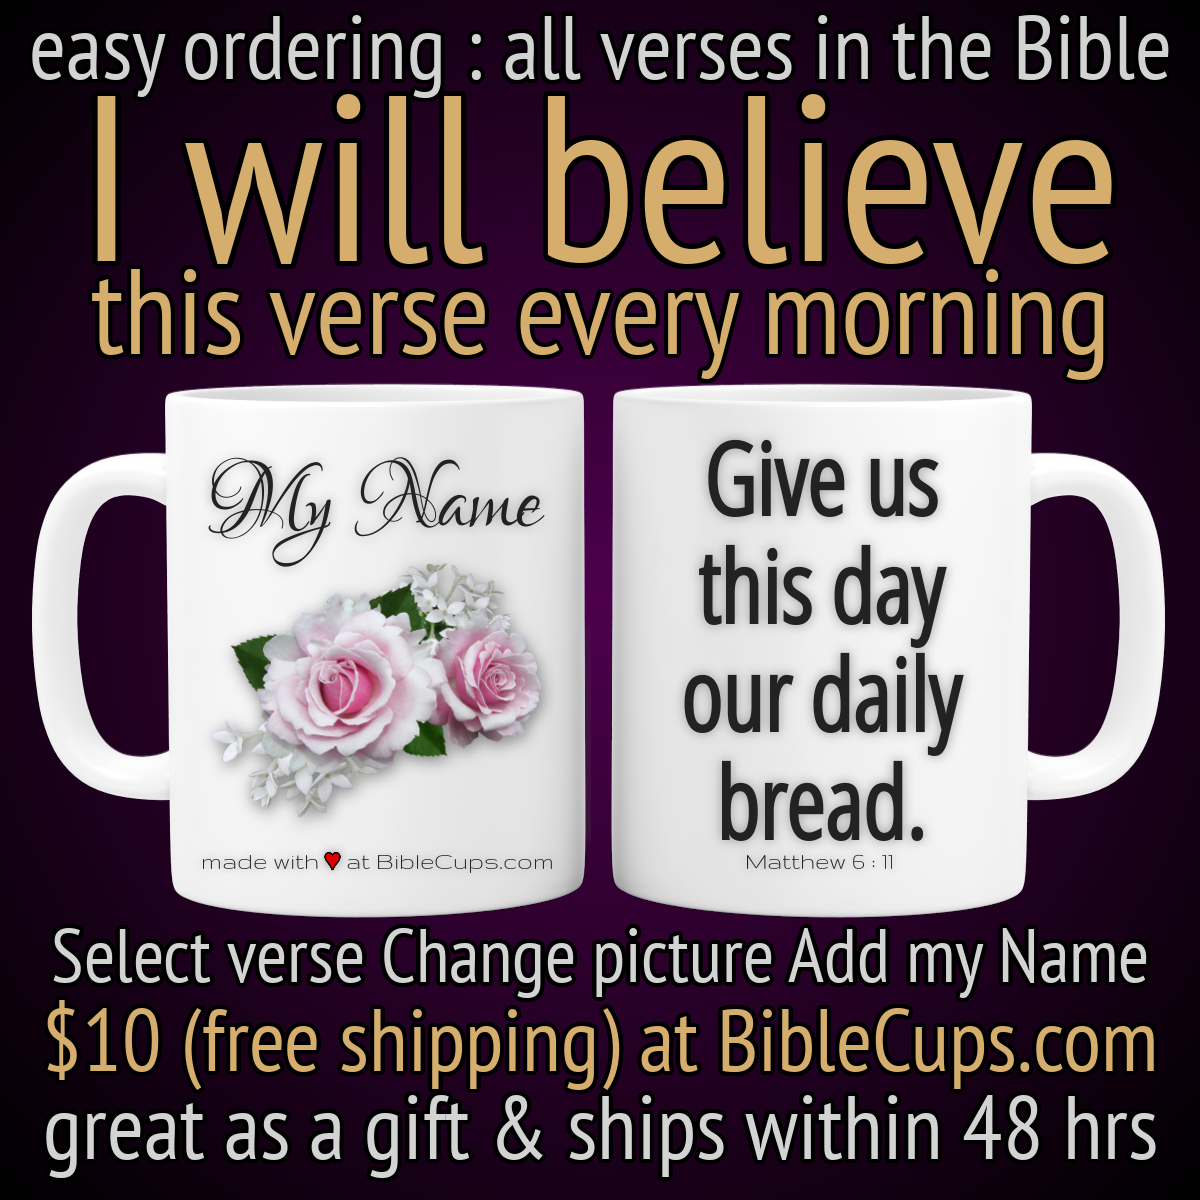 easy ordering : all verses in the Bible
I will believe
this verse every morning
My Name
made with ♥ at BibleCups.com
Give us
this day
our daily
bread.
Matthew 6 : 11
Select verse Change picture Add my Name
$10 (free shipping) at BibleCups.com
great as a gift & ships within 48 hrs